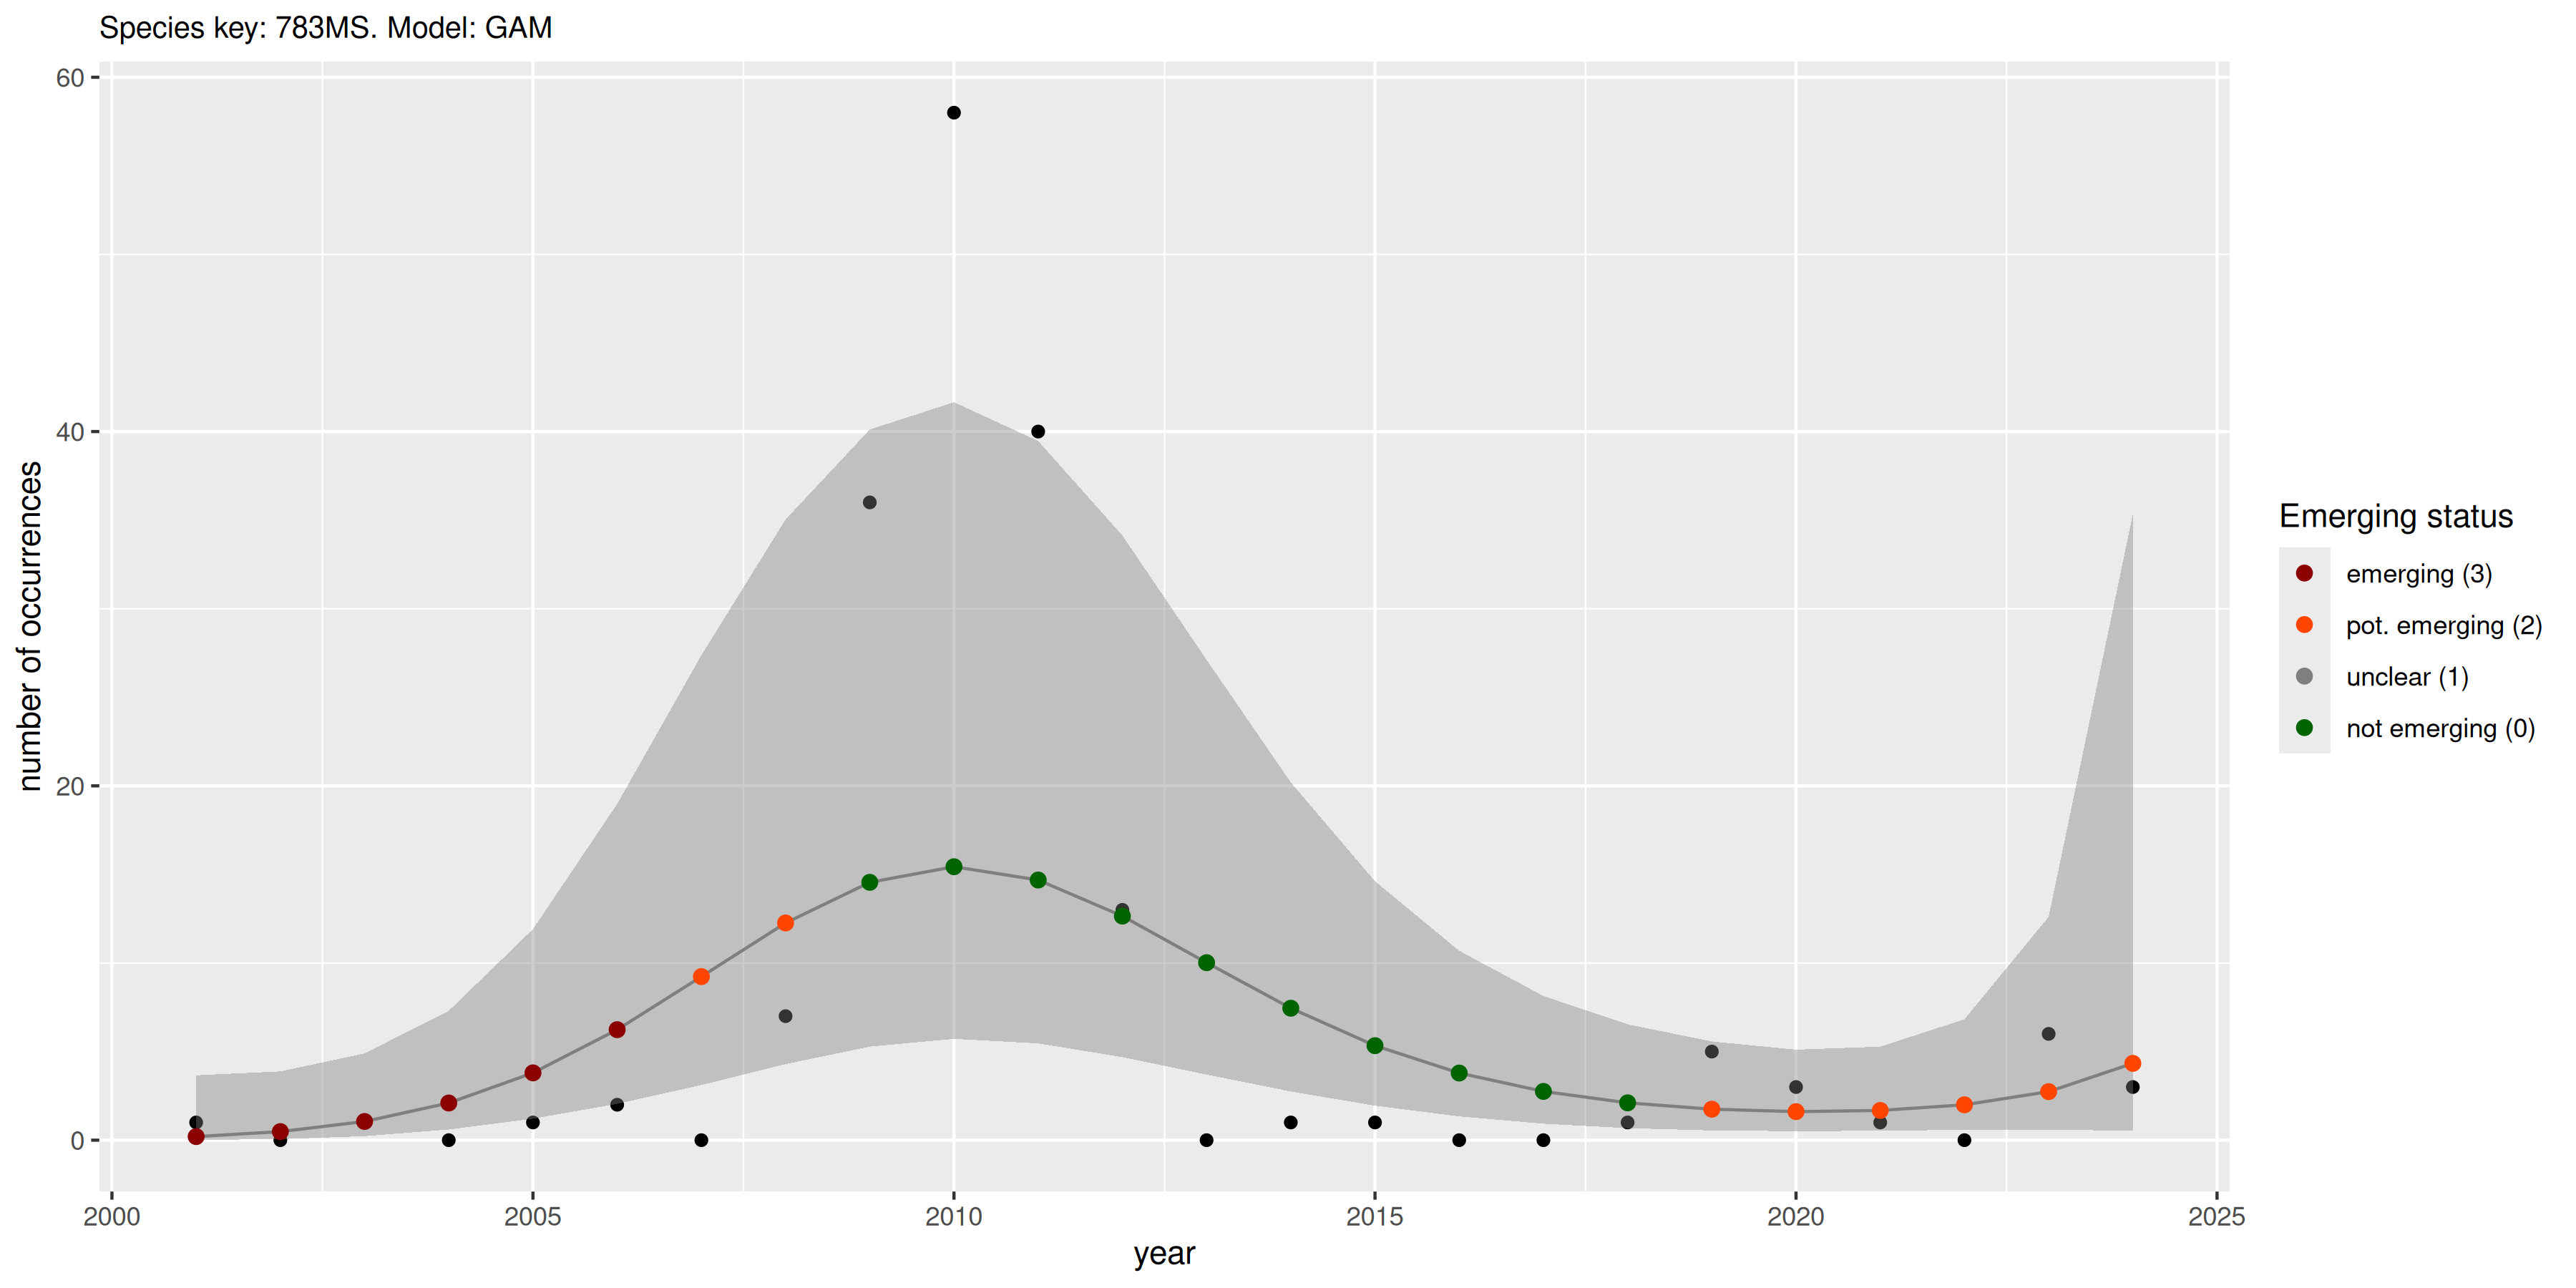 Species key: 783MS. Model: GAM
60
40
20
0
number of occurrences
2000 2005 2010 2015 2020 2025
year
Emerging status
emerging (3)
pot. emerging (2)
unclear (1)
not emerging (0)